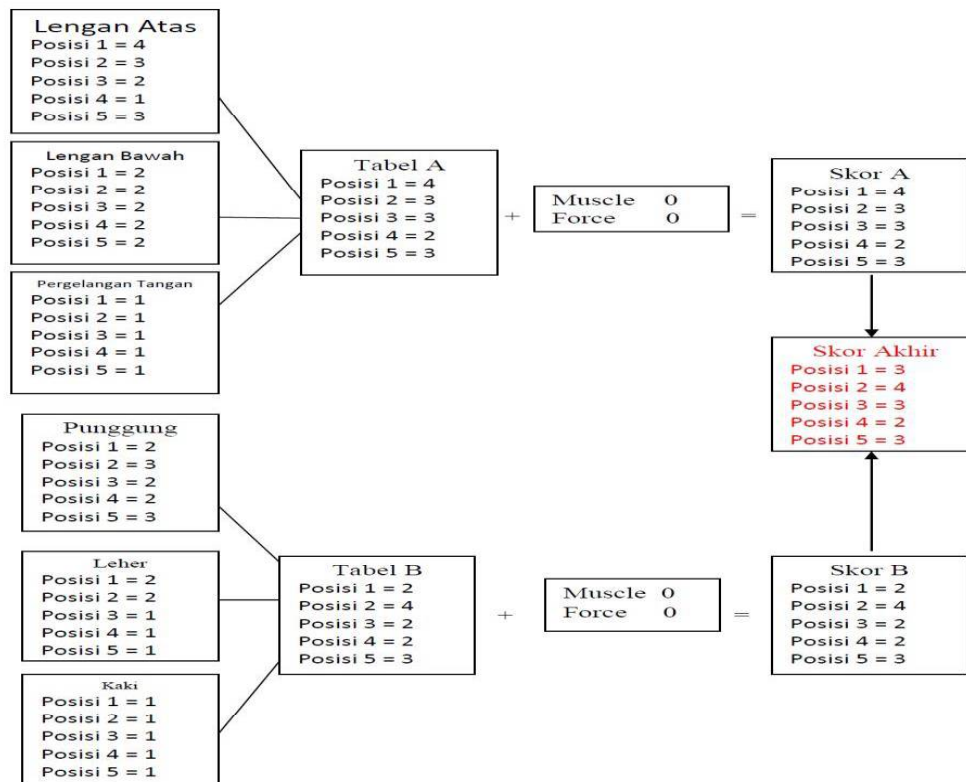 Lengan Atas
Posisi 1 = 4
Posisi 2 = 3
Posisi 3 = 2
Posisi 4 = 1
Posisi 5 = 3
Lengan Bawah
Posisi 1 = 2
Posisi 2 = 2
Posisi 3 = 2
Posisi 4 = 2
Posisi 5 = 2
Pergelangan Tangan
Posisi 1 = 1
Posisi 2 = 1
Posisi 3 = 1
Posisi 4 = 1
Posisi 5 = 1
Tabel A
Posisi 1 = 4
Posisi 2 = 3
Posisi 3 = 3
Posisi 4 = 2
Posisi 5 = 3
+
Muscle 0
Force 0
=
Skor A
Posisi 1 = 4
Posisi 2 = 3
Posisi 3 = 3
Posisi 4 = 2
Posisi 5 = 3
Skor Akhir
Posisi 1 = 3
Posisi 2 = 4
Posisi 3 = 3
Posisi 4 = 2
Posisi 5 = 3
Punggung
Posisi 1 = 2
Posisi 2 = 3
Posisi 3 = 2
Posisi 4 = 2
Posisi 5 = 3
Leher
Posisi 1 = 2
Posisi 2 = 2
Posisi 3 = 1
Posisi 4 = 1
Posisi 5 = 1
Kaki
Posisi 1 = 1
Posisi 2 = 1
Posisi 3 = 1
Posisi 4 = 1
Posisi 5 = 1
Tabel B
Posisi 1 = 2
Posisi 2 = 4
Posisi 3 = 2
Posisi 4 = 2
Posisi 5 = 3
+
Muscle 0
Force 0
=
Skor B
Posisi 1 = 2
Posisi 2 = 4
Posisi 3 = 2
Posisi 4 = 2
Posisi 5 = 3